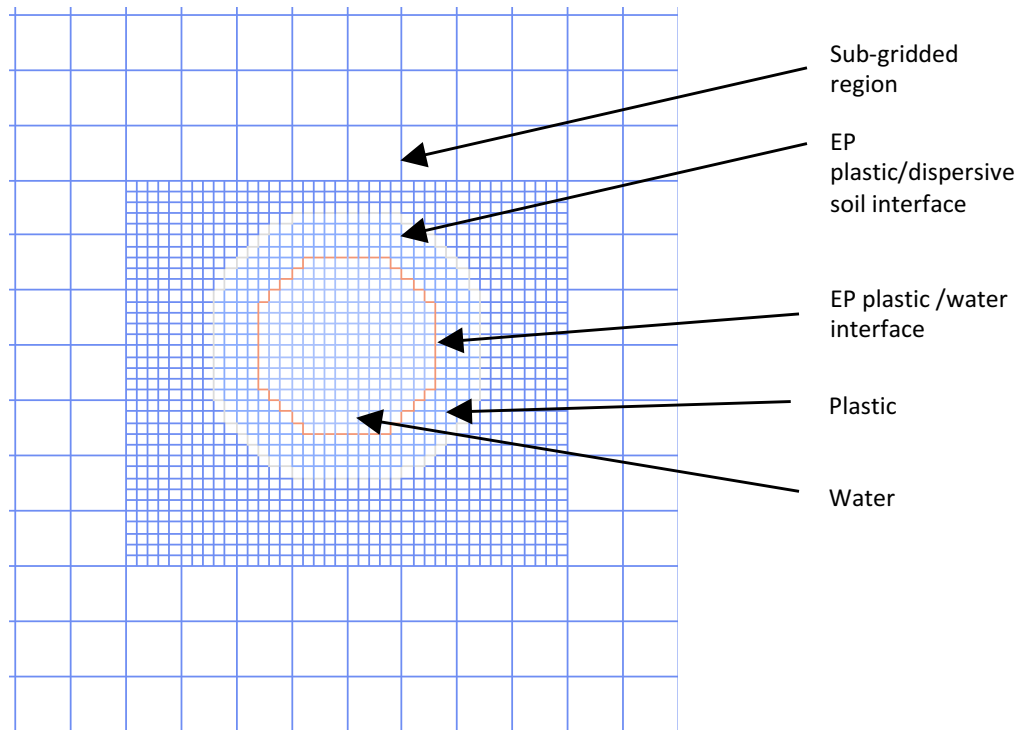 Sub-gridded
region
EP
plastic/dispersive
soil interface
EP plastic /water
interface
Plastic
Water